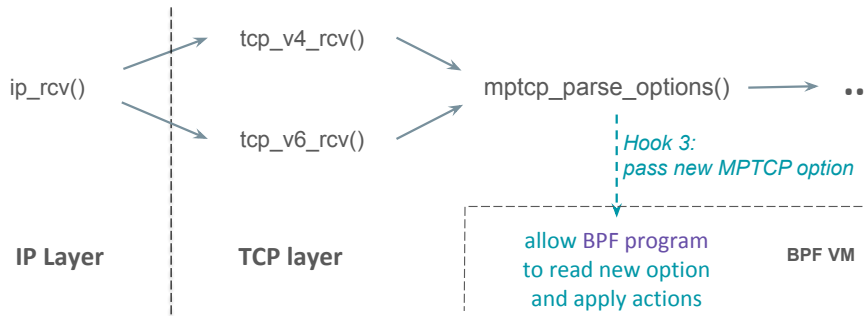 tcp_v4_rcv()
ip_rcv()
mptcp_parse_options()
..
tcp_v6_rcv()
Hook 3:
pass new MPTCP option
IP Layer
TCP layer
allow BPF program
to read new option
and apply actions
BPF VM